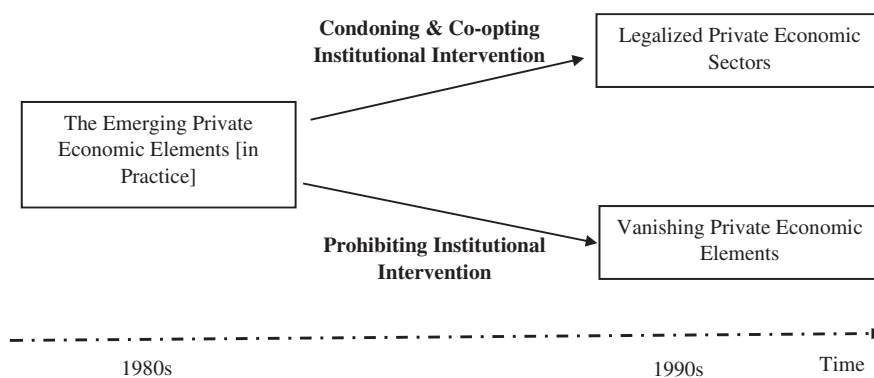 Condoning & Co-opting
Institutional Intervention
Legalized Private Economic
Sectors
The Emerging Private
Economic Elements [in
Practice]
Prohibiting Institutional
Intervention
Vanishing Private Economic
Elements
1980s
1990s
Time